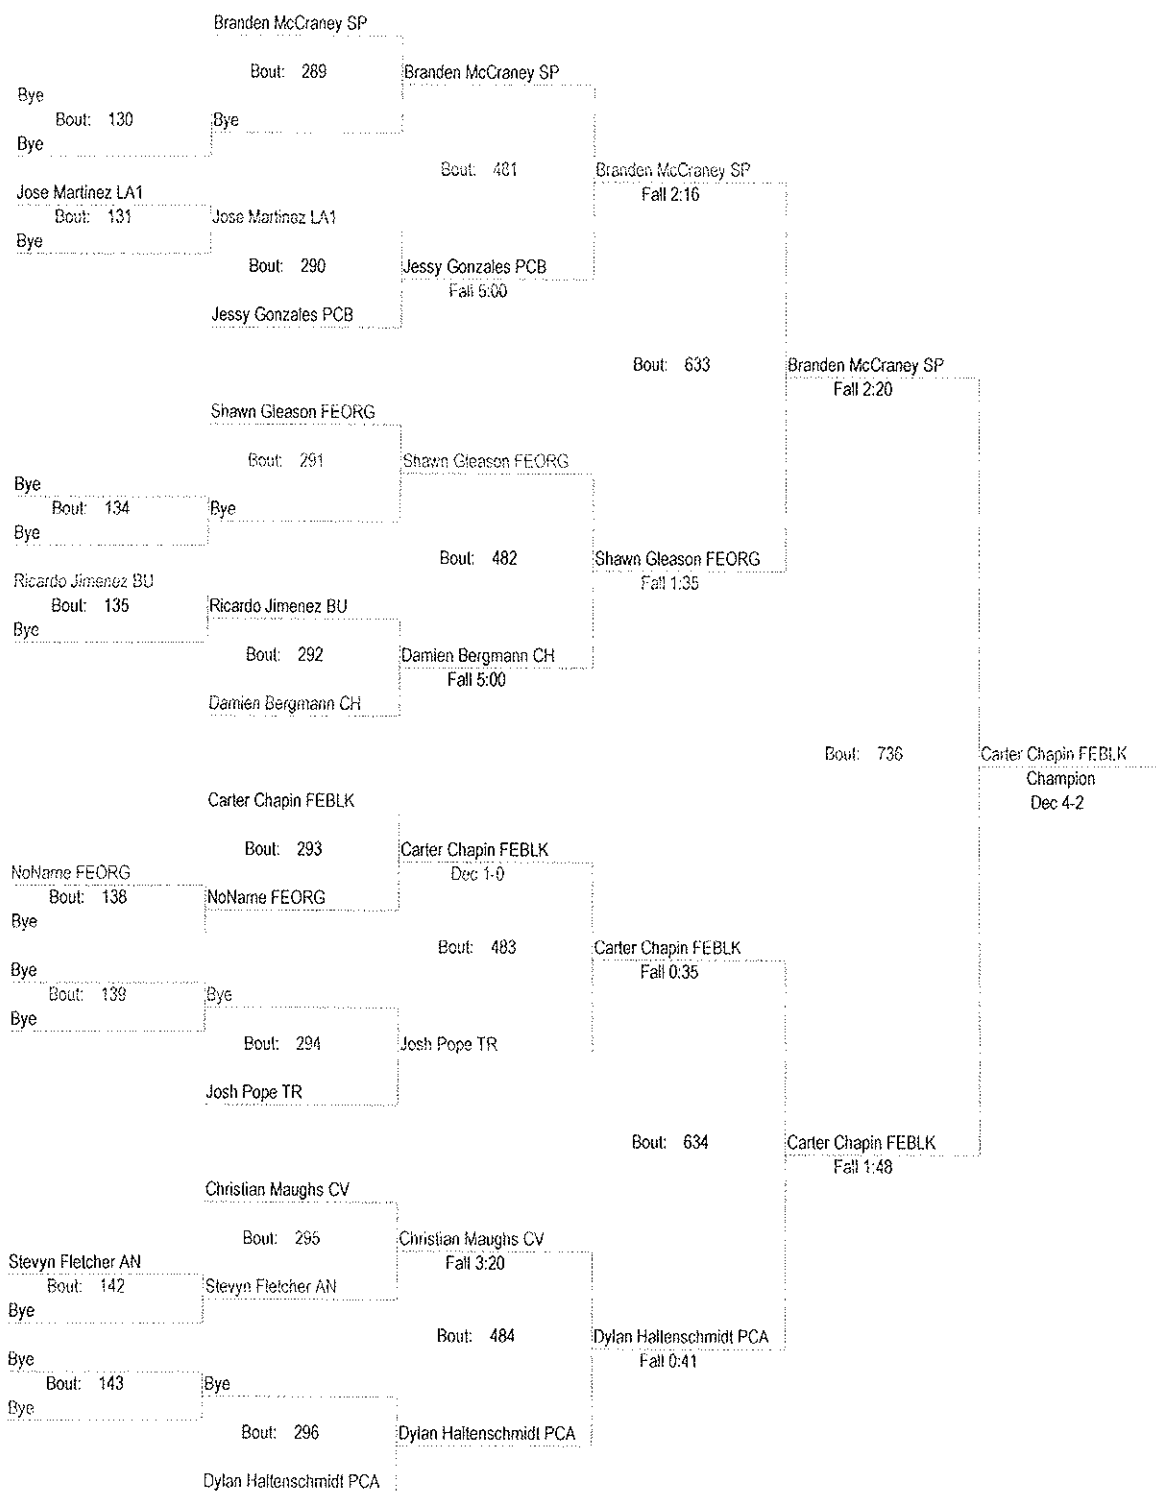 Branden McCraney SP
Bout: 289
Branden McCraney SP
Bye
Bout: 130
Bye
Bye
Bout: 481
Branden McCraney SP
Fall 2:16
Jose Martinez LA1
Bout: 131
Jose Martinez LA1
Bye
Bout: 290
Jessy Gonzales PCB
Fall 5:00
Jessy Gonzales PCB
Bout: 633
Branden McCraney SP
Fall 2:20
Shawn Gleason FEORG
Bout: 291
Shawn Gleason FEORG
Bye
Bout: 134
Bye
Bye
Bout: 482
Shawn Gleason FEORG
Fall 1:35
Ricardo Jimenez BU
Bout: 135
Ricardo Jimenez BU
Bye
Bout: 292
Damien Bergmann CH
Fall 5:00
Damien Bergmann CH
Bout: 736
Carter Chapin FEBLK
Champion
Dec 4-2
Carter Chapin FEBLK
Bout: 293
Carter Chapin FEBLK
Dec 1-0
NoName FEORG
Bout: 138
NoName FEORG
Bye
Bout: 483
Carter Chapin FEBLK
Fall 0:35
Bye
Bout: 139
Bye
Bye
Bout: 294
Josh Pope TR
Josh Pope TR
Bout: 634
Carter Chapin FEBLK
Fall 1:48
Christian Maughs CV
Bout: 295
Christian Maughs CV
Fall 3:20
Stevyn Fletcher AN
Bout: 142
Stevyn Fletcher AN
Bye
Bout: 484
Dylan Haltenschmidt PCA
Fall 0:41
Bye
Bout: 143
Bye
Bye
Bout: 296
Dylan Haltenschmidt PCA
Dylan Haltenschmidt PCA